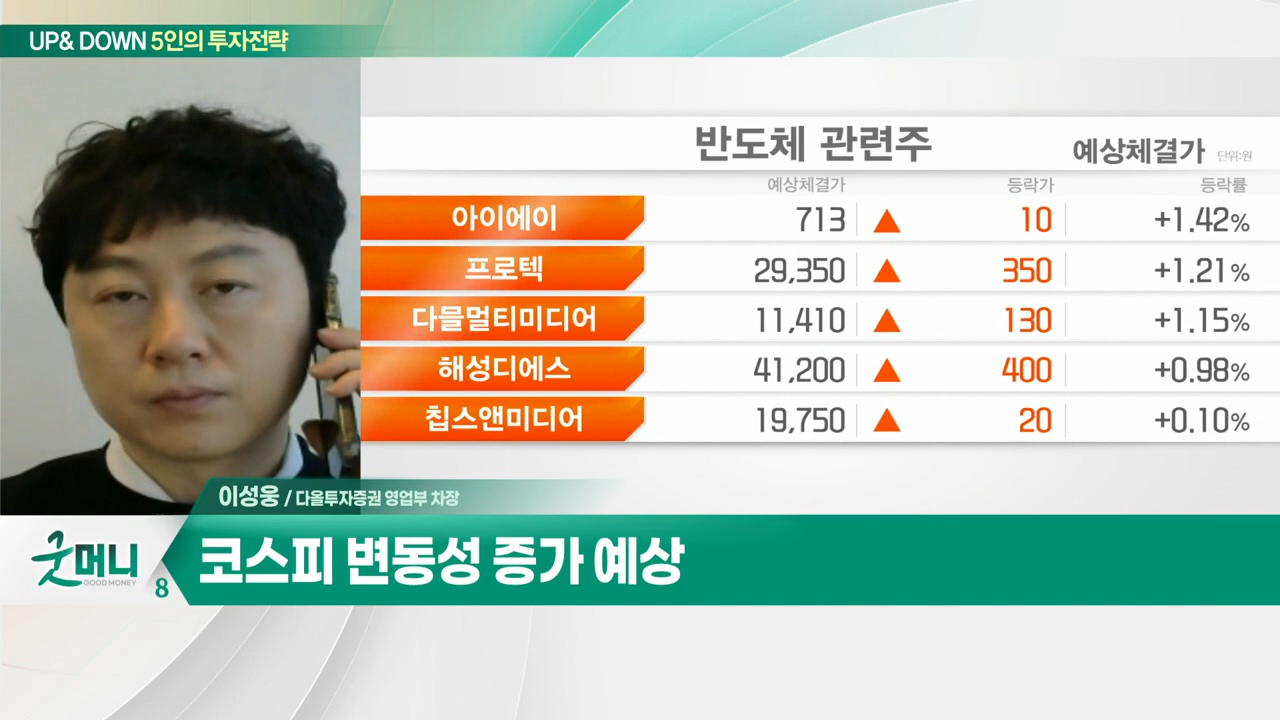 UP& DOWN 5인의 투자전략
반도체 관련주 예상체결가 단위:원
예상체결가 등락가 등락률
아이에이 713 ▲ 10 +1.42%
프로텍 29,350 ▲ 350 +1.21%
다믈멀티미디어 11,410 ▲ 130 +1.15%
해성디에스 41,200 ▲ 400 +0.98%
칩스앤미디어 19,750 ▲ 20 +0.10%
이성웅 / 다올투자증권 영업부 차장
굿머니
GOOD MONEY
8
코스피 변동성 증가 예상